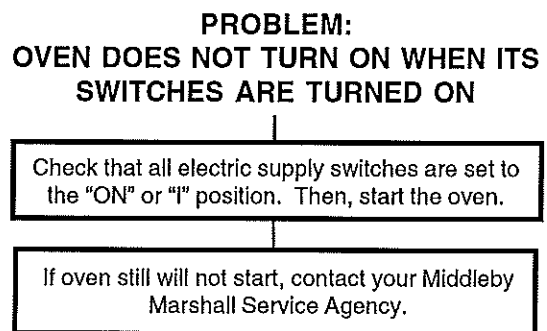 PROBLEM:
OVEN DOES NOT TURN ON WHEN ITS
SWITCHES ARE TURNED ON
Check that all electric supply switches are set to
the “ON” or “I” position. Then, start the oven.
If oven still will not start, contact your Middleby
Marshall Service Agency.